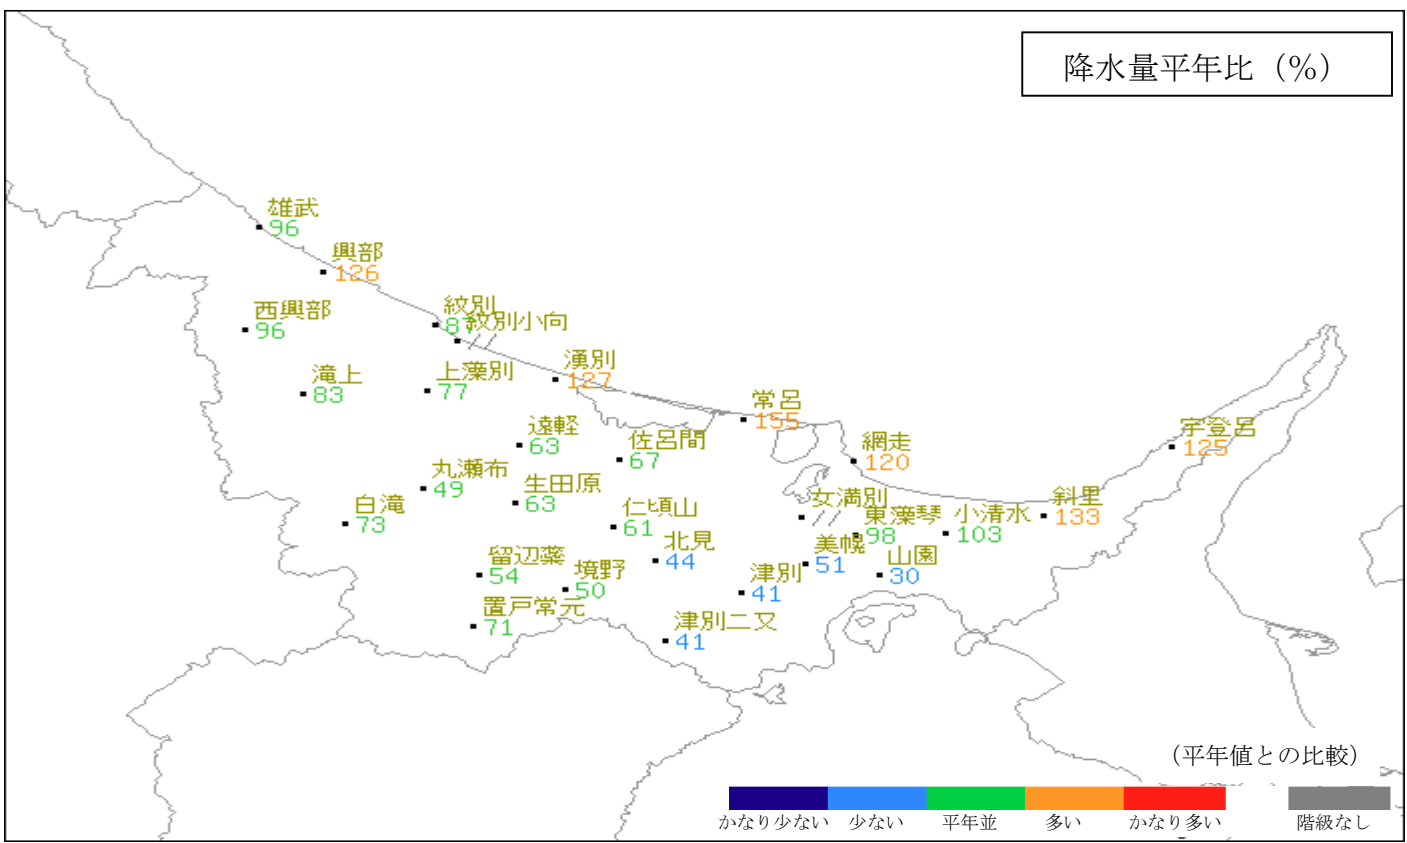 降水量平年比（％）
雄武
96
興部
126
西興部
96
紋別
87
紋別小向
//
滝上
83
上藻別
77
湧別
127
常呂
155
遠軽
63
佐呂間
67
網走
120
宇登呂
125
丸瀬布
49
生田原
63
白滝
73
仁頃山
61
女満別
//
東藻琴
98
小清水
103
斜里
133
北見
44
美幌
51
山園
30
留辺蘂
54
境野
50
津別
41
置戸常元
71
津別二又
41
（平年値との比較）
かなり少ない 少ない 平年並 多い かなり多い 階級なし